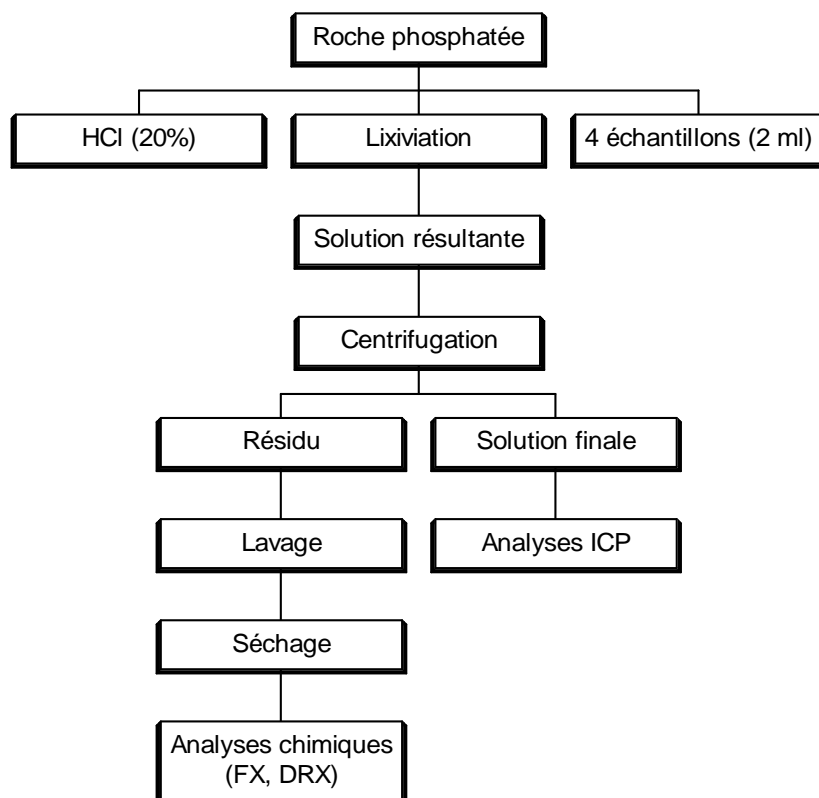 Roche phosphatée
HCl (20%)
Lixiviation
4 échantillons (2 ml)
Solution résultante
Centrifugation
Résidu
Solution finale
Lavage
Analyses ICP
Séchage
Analyses chimiques
(FX, DRX)